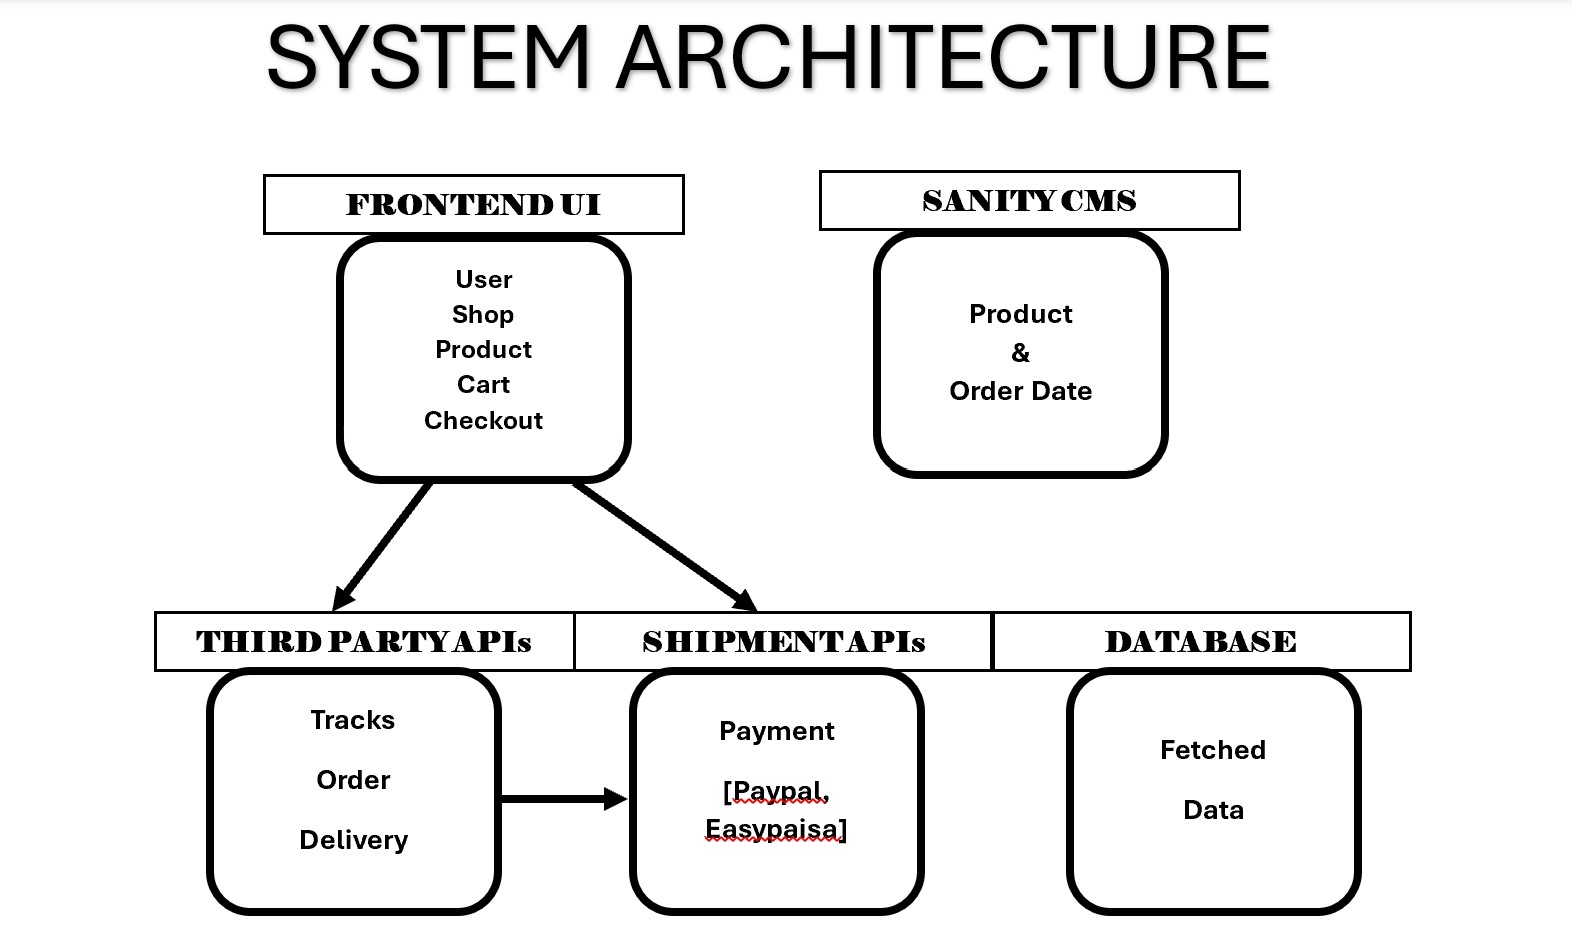 SYSTEM ARCHITECTURE
FRONTEND UI
User
Shop
Product
Cart
Checkout
SANITY CMS
Product
&
Order Date
THIRD PARTY APIs
Tracks
Order
Delivery
SHIPMENT APIs
Payment
[Paypal,
Easypaisa]
DATABASE
Fetched
Data